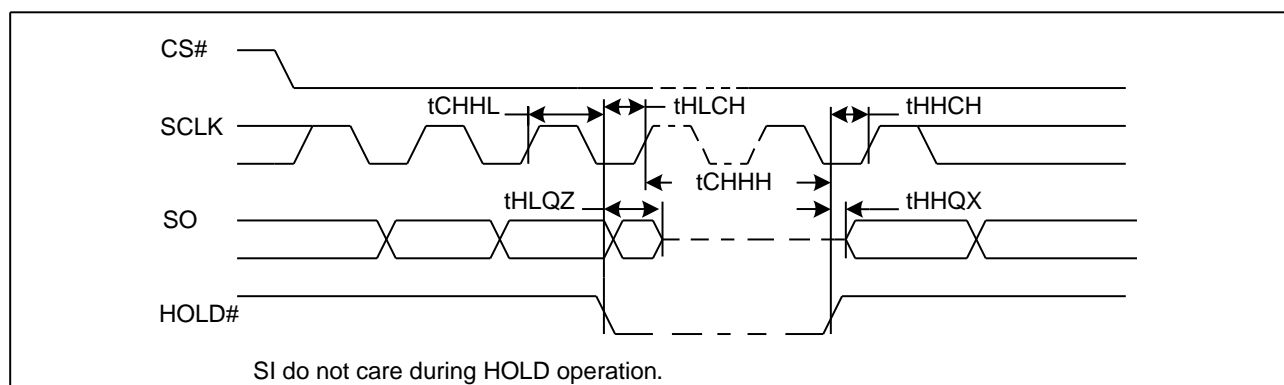 CS#
tCHHL
tHLCH
tHHCH
SCLK
tCHHH
tHLQZ
tHHQX
SO
HOLD#
SI do not care during HOLD operation.